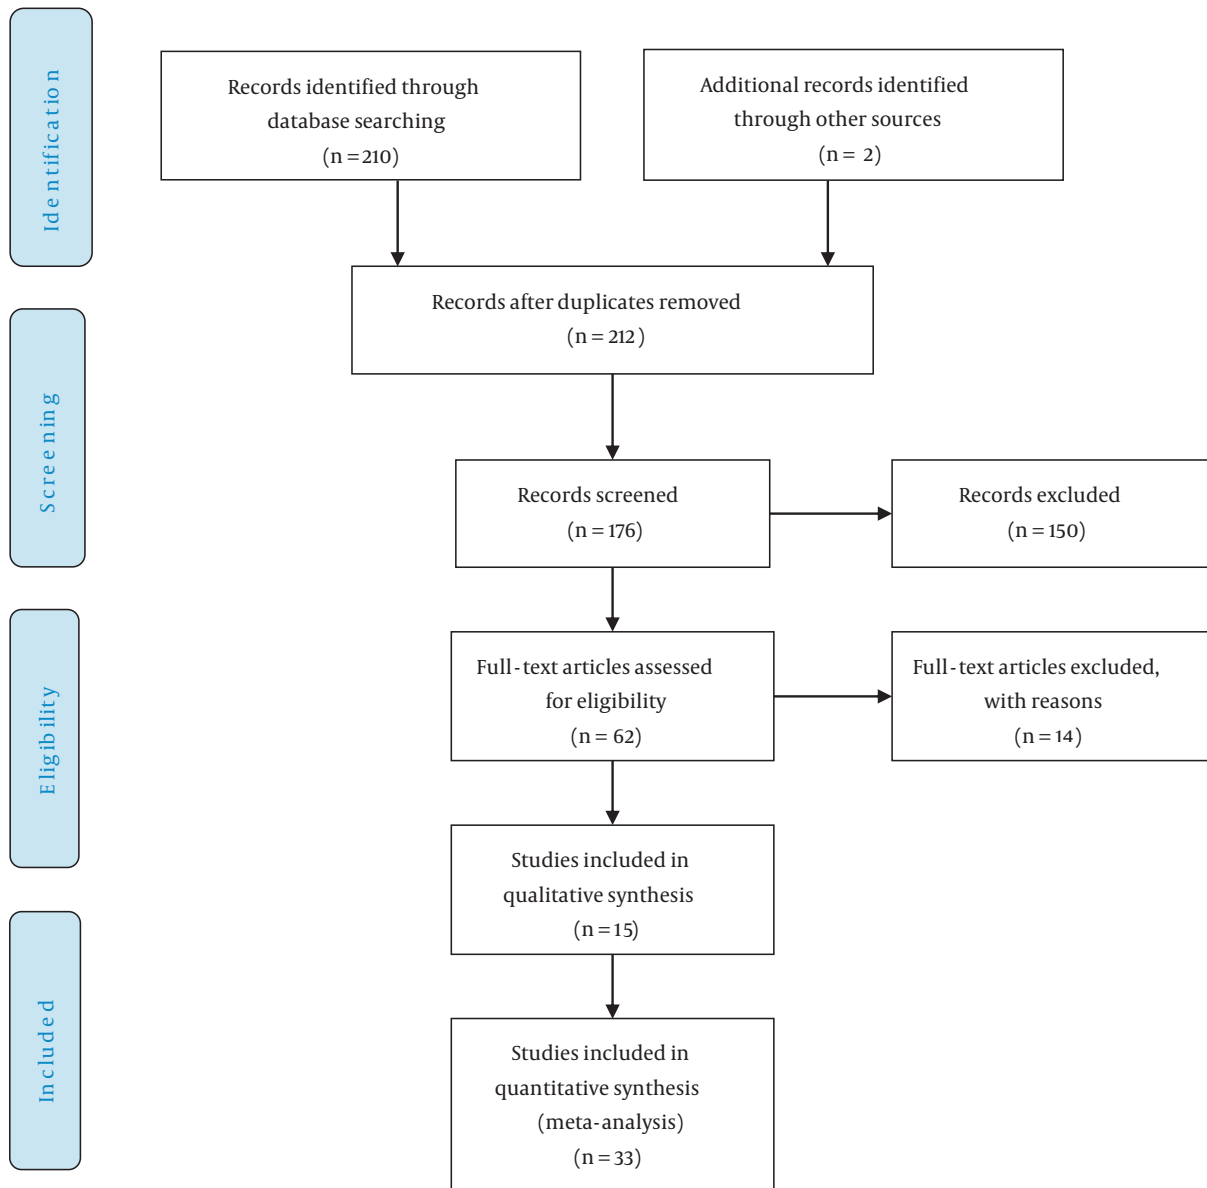 Identification
Records identified through
database searching
(n = 210)
Additional records identified
through other sources
(n = 2)
Records after duplicates removed
(n = 212)
Screening
Records screened
(n = 176)
Records excluded
(n = 150)
Eligibility
Full-text articles assessed
for eligibility
(n = 62)
Full-text articles excluded,
with reasons
(n = 14)
Studies included in
qualitative synthesis
(n = 15)
Included
Studies included in
quantitative synthesis
(meta-analysis)
(n = 33)